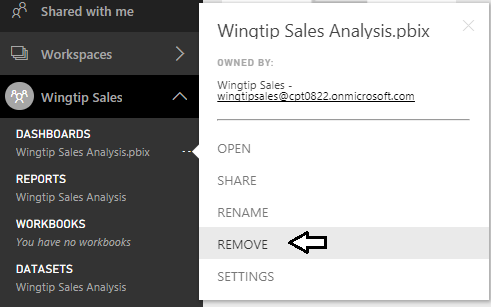 Shared with me
Workspaces
Wingtip Sales
DASHBOARDS
Wingtip Sales Analysis.pbix
REPORTS
Wingtip Sales Analysis
WORKBOOKS
You have no workbooks
DATASETS
Wingtip Sales Analysis
Wingtip Sales Analysis.pbix
OWNED BY:
Wingtip Sales -
wingtipsales@cpt0822.onmicrosoft.com
OPEN
SHARE
RENAME
REMOVE
SETTINGS